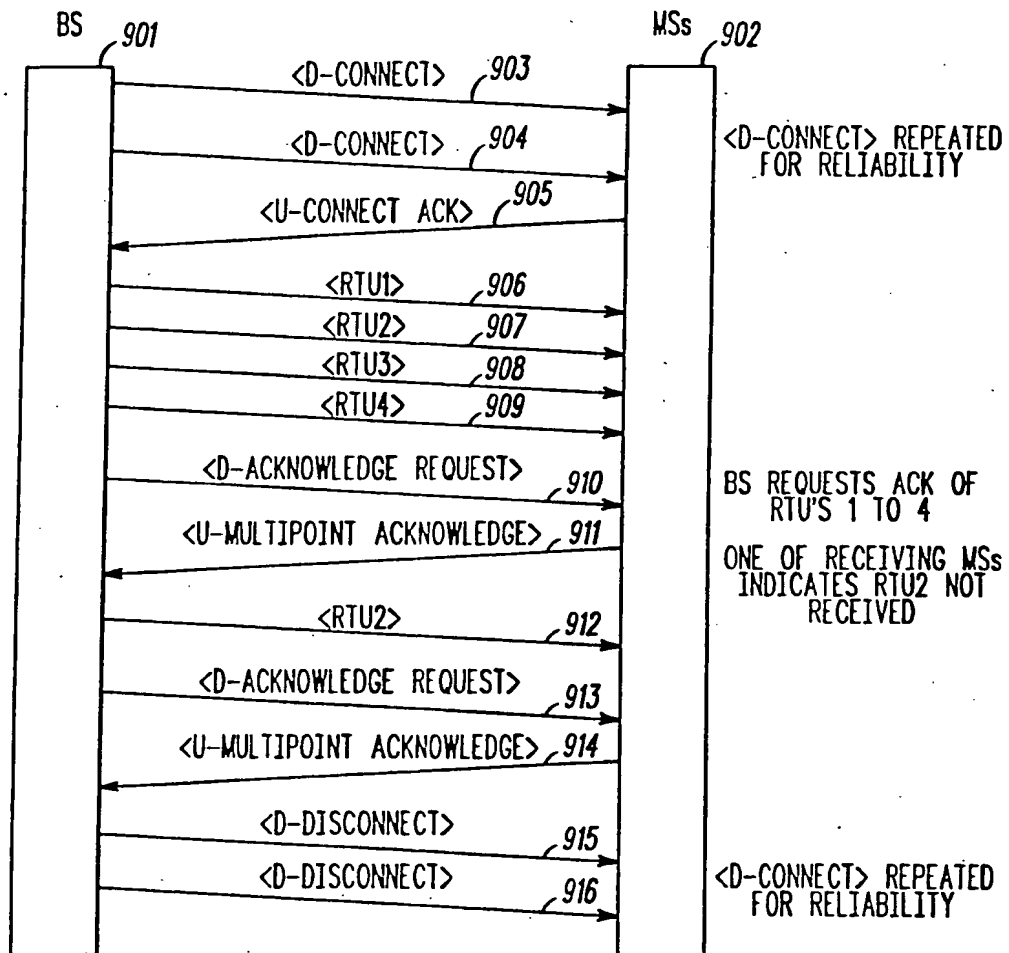 BS
901
MSs
902
<D-CONNECT>
903
<D-CONNECT>
904
<D-CONNECT> REPEATED
FOR RELIABILITY
<U-CONNECT ACK>
905
<RTU1>
906
<RTU2>
907
<RTU3>
908
<RTU4>
909
<D-ACKNOWLEDGE REQUEST>
910
BS REQUESTS ACK OF
RTU'S 1 TO 4
<U-MULTIPOINT ACKNOWLEDGE>
911
ONE OF RECEIVING MSs
INDICATES RTU2 NOT
RECEIVED
<RTU2>
912
<D-ACKNOWLEDGE REQUEST>
913
<U-MULTIPOINT ACKNOWLEDGE>
914
<D-DISCONNECT>
915
<D-DISCONNECT>
916
<D-CONNECT> REPEATED
FOR RELIABILITY